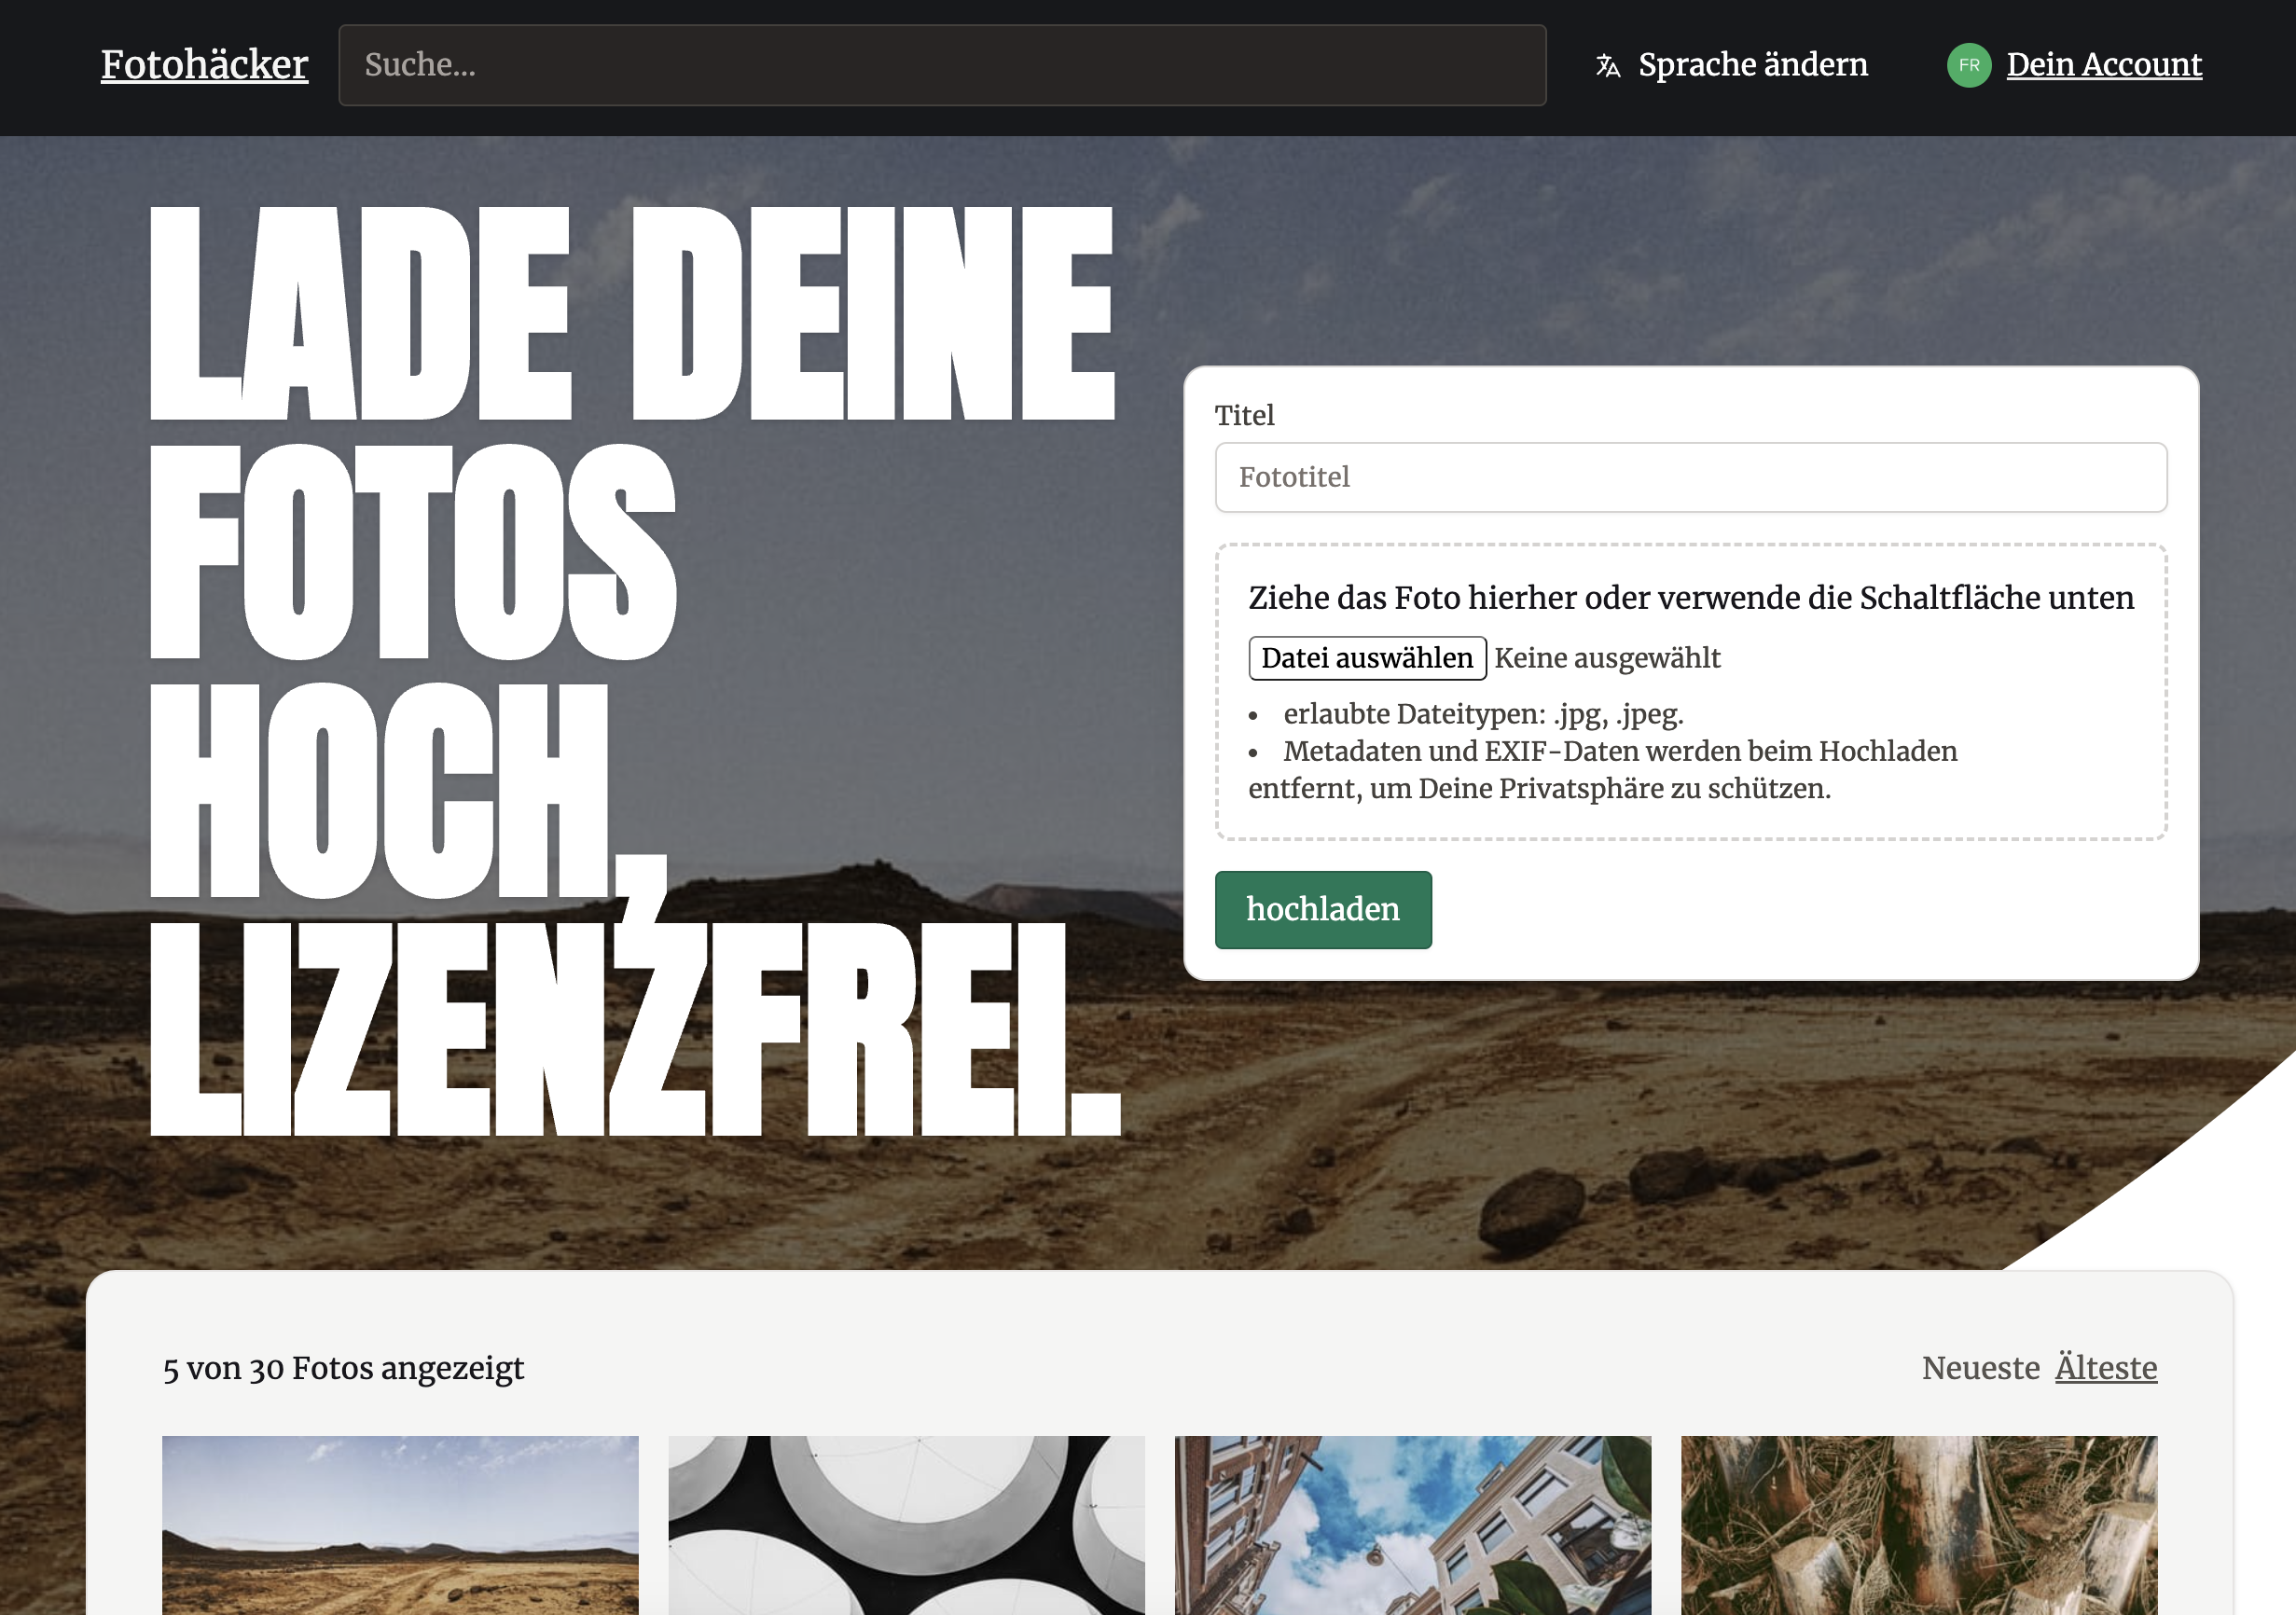 Fotohäcker
Suche...
Sprache ändern
FR
Dein Account
LADE DEINE
FOTOS
HOCH,
LIZENZFREI.
Titel
Fototitel
Ziehe das Foto hierher oder verwende die Schaltfläche unten
Datei auswählen Keine ausgewählt
• erlaubte Dateitypen: .jpg, .jpeg.
• Metadaten und EXIF-Daten werden beim Hochladen
entfernt, um Deine Privatsphäre zu schützen.
hochladen
5 von 30 Fotos angezeigt
Neueste Älteste